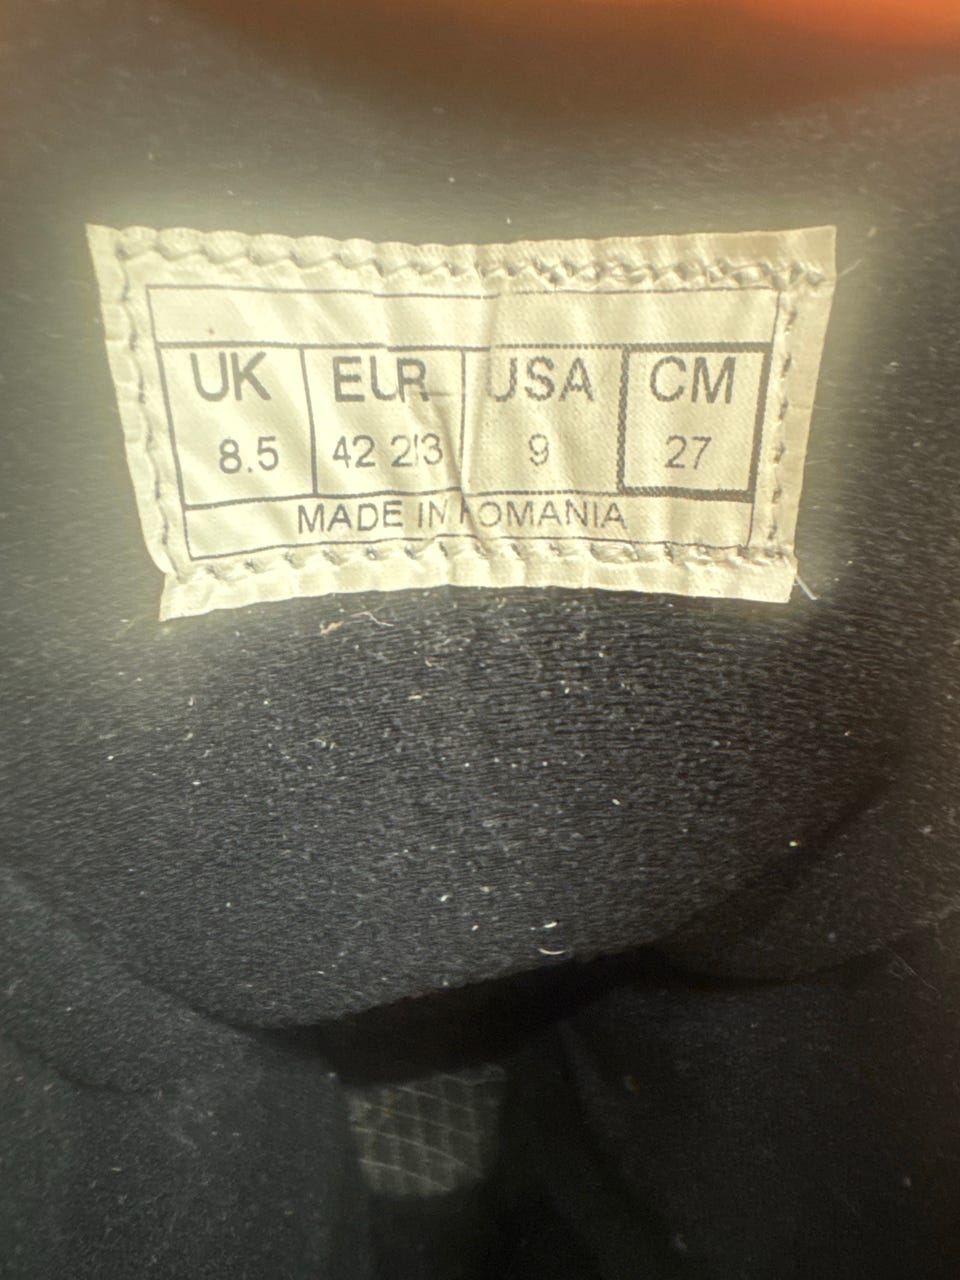 UK EUR USA CM
8.5 42 2/3 9 27
MADE IN ROMANIA